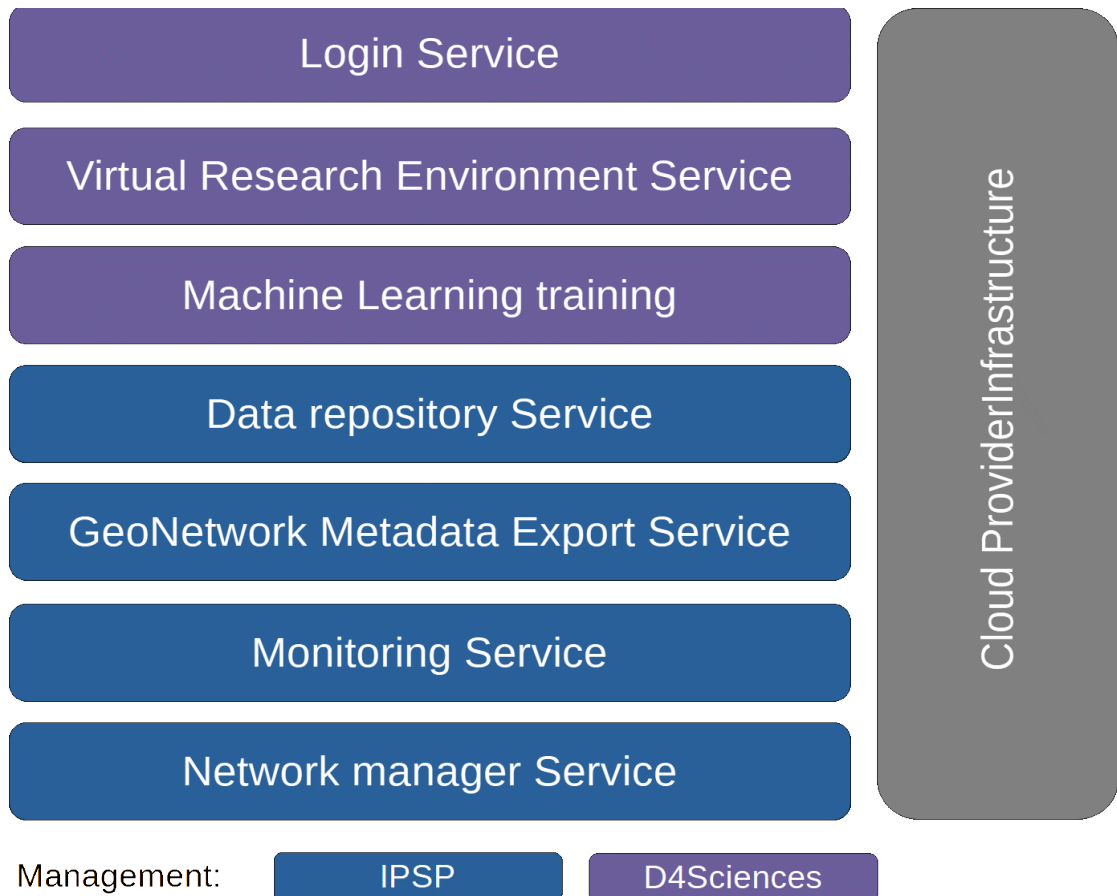 Login Service
Virtual Research Environment Service
Machine Learning training
Data repository Service
GeoNetwork Metadata Export Service
Monitoring Service
Network manager Service
Cloud ProviderInfrastructure
Management:
IPSP
D4Sciences